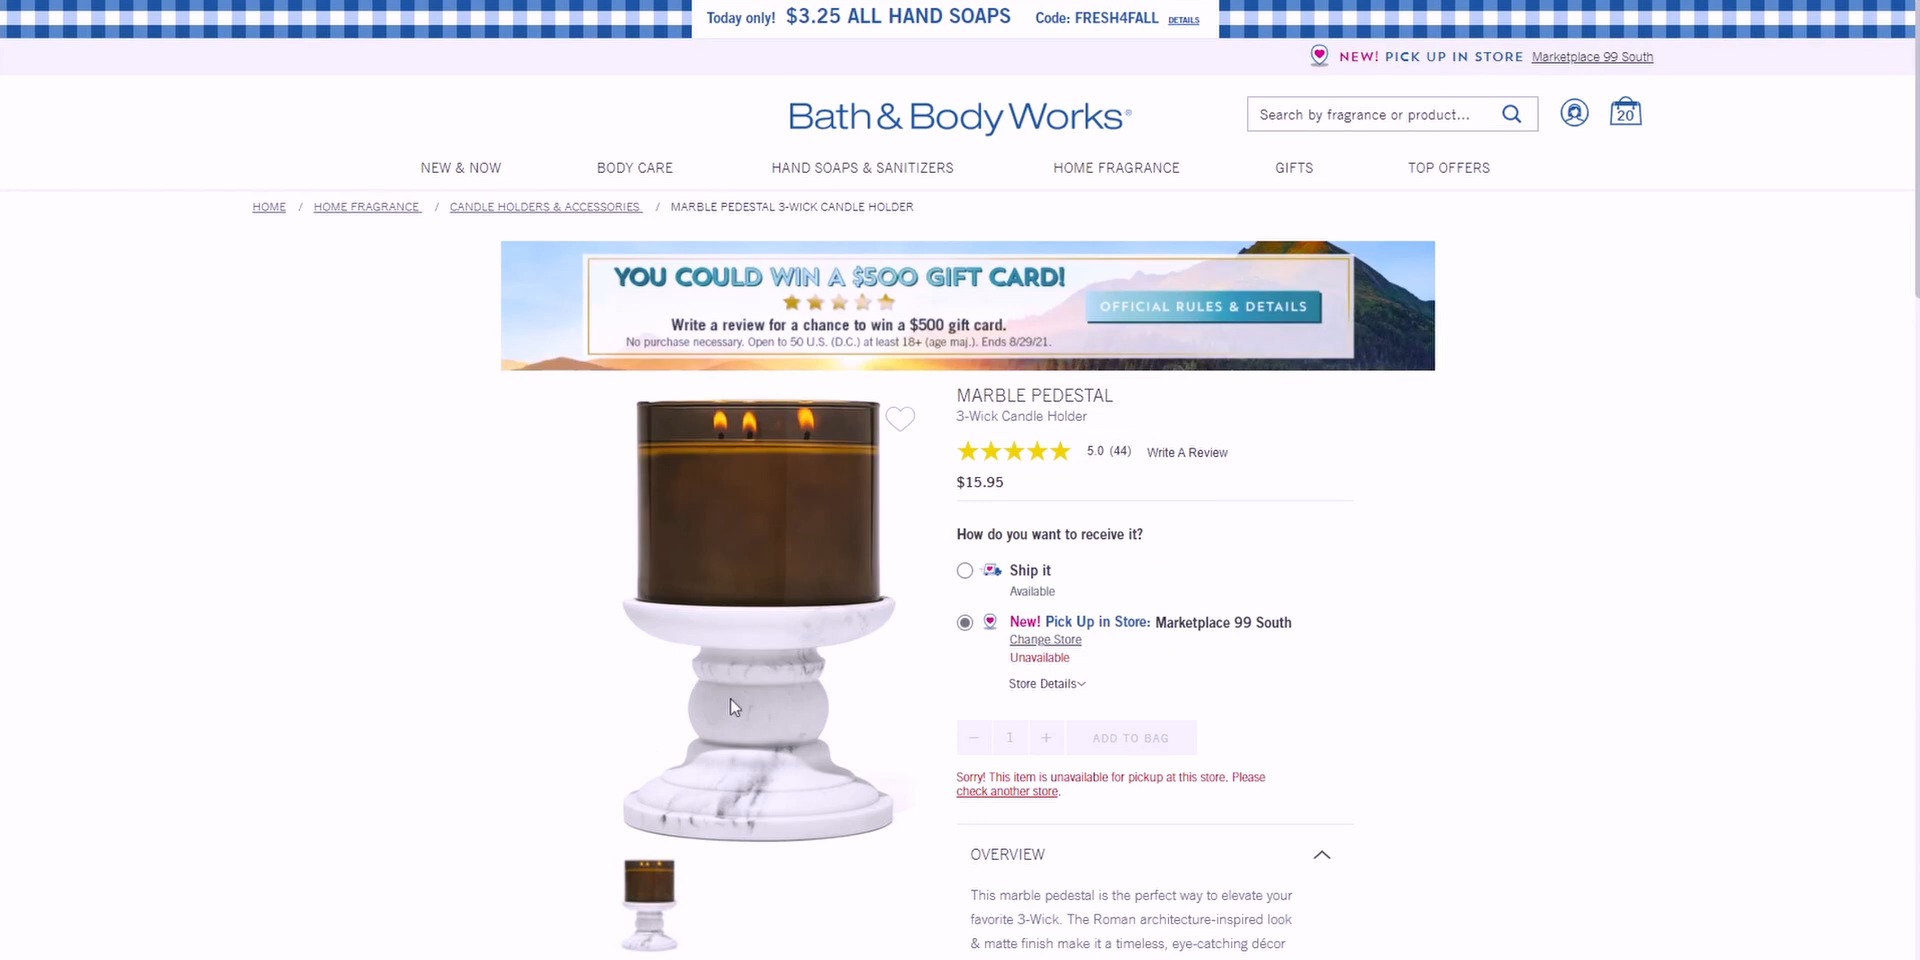 Today only! $3.25 ALL HAND SOAPS Code: FRESH4FALL DETAILS
NEW! PICK UP IN STORE Marketplace 99 South
Bath & Body Works®
Search by fragrance or product...
20
NEW & NOW BODY CARE HAND SOAPS & SANITIZERS HOME FRAGRANCE GIFTS TOP OFFERS
HOME / HOME FRAGRANCE / CANDLE HOLDERS & ACCESSORIES / MARBLE PEDESTAL 3-WICK CANDLE HOLDER
YOU COULD WIN A $500 GIFT CARD!
Write a review for a chance to win a $500 gift card.
No purchase necessary. Open to 50 U.S. (D.C.) at least 18+ (age maj.). Ends 8/29/21.
OFFICIAL RULES & DETAILS
MARBLE PEDESTAL
3-Wick Candle Holder
5.0 (44) Write A Review
$15.95
How do you want to receive it?
Ship it
Available
New! Pick Up in Store: Marketplace 99 South
Change Store
Unavailable
Store Details
− 1 + ADD TO BAG
Sorry! This item is unavailable for pickup at this store. Please
check another store.
OVERVIEW
This marble pedestal is the perfect way to elevate your
favorite 3-Wick. The Roman architecture-inspired look
& matte finish make it a timeless, eye-catching décor